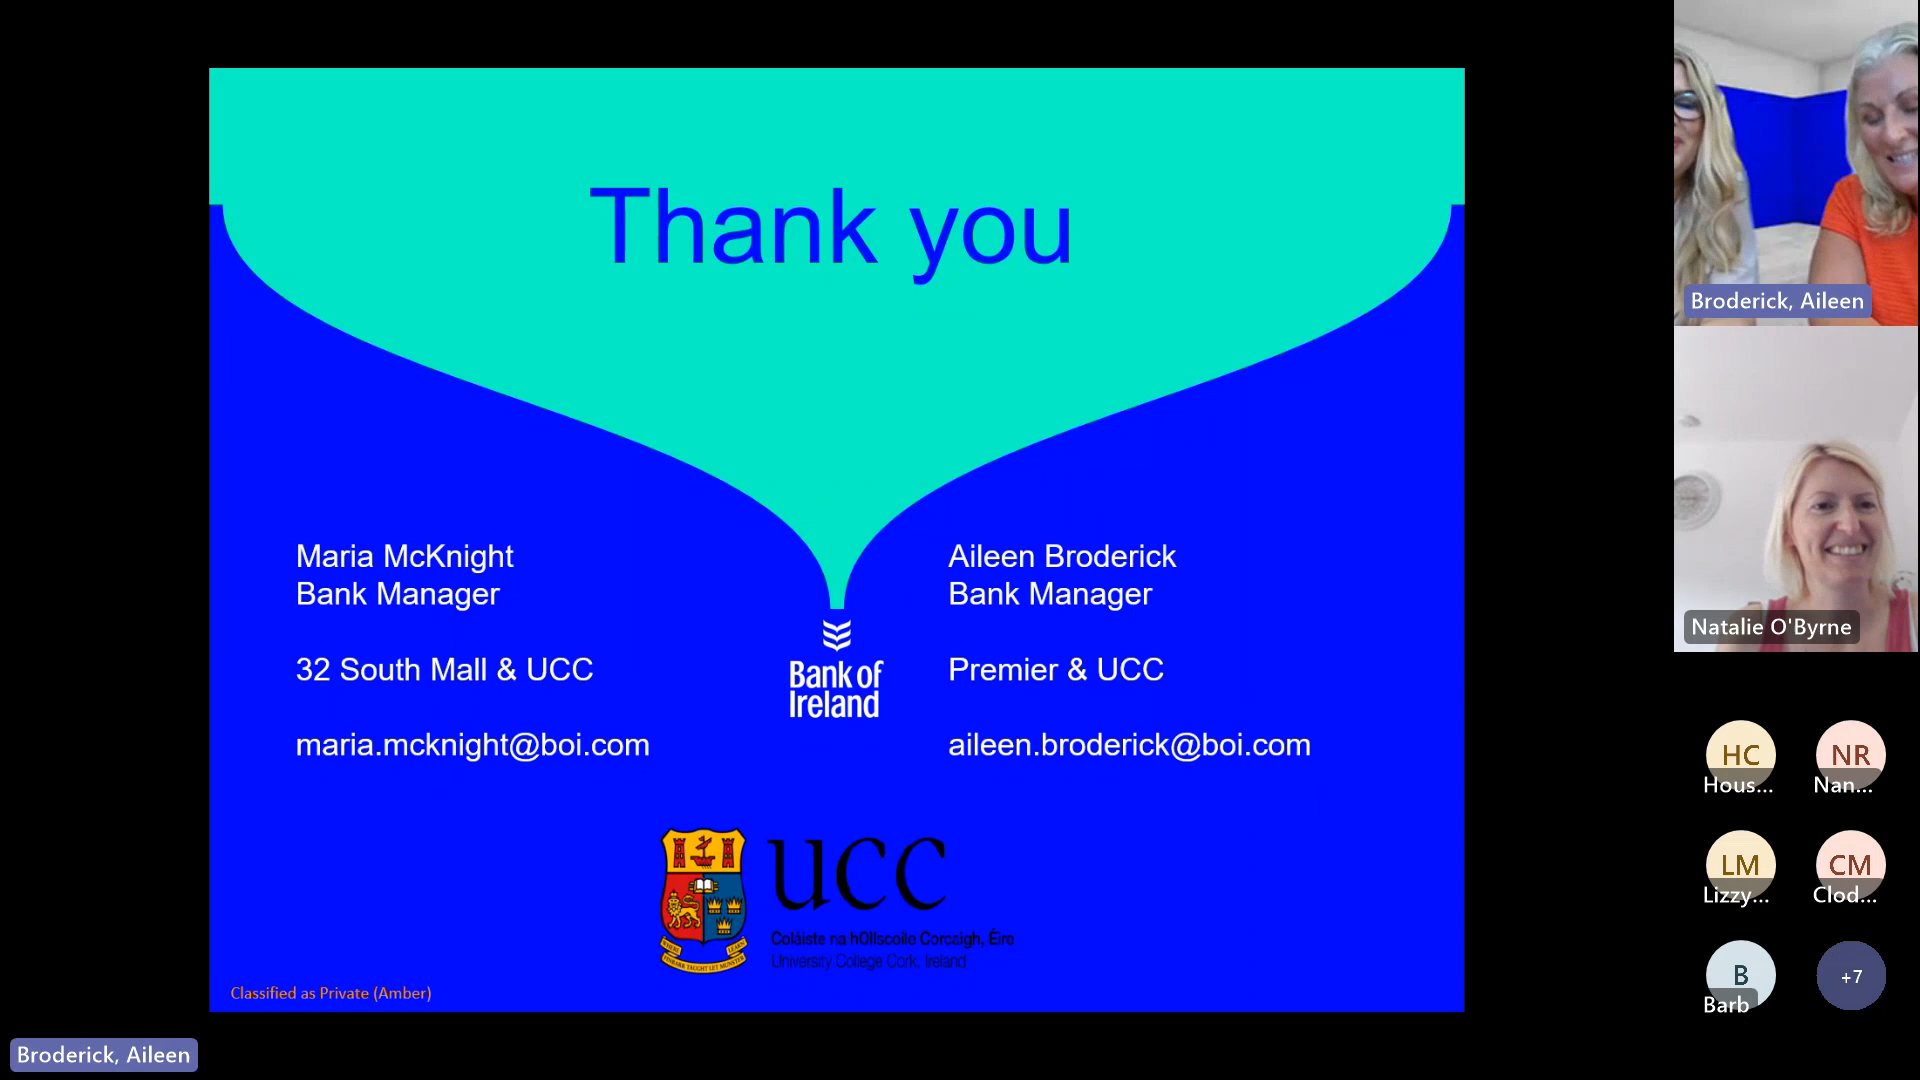 Thank you
Maria McKnight
Bank Manager
32 South Mall & UCC
maria.mcknight@boi.com
Bank of
Ireland
Aileen Broderick
Bank Manager
Premier & UCC
aileen.broderick@boi.com
UCC
Coláiste na hOllscoile Corcaigh, Éire
University College Cork, Ireland
Classified as Private (Amber)
Broderick, Aileen
Broderick, Aileen
Natalie O'Byrne
HC
Hous...
NR
Nan...
LM
Lizzy...
CM
Clod...
B
Barb
+7